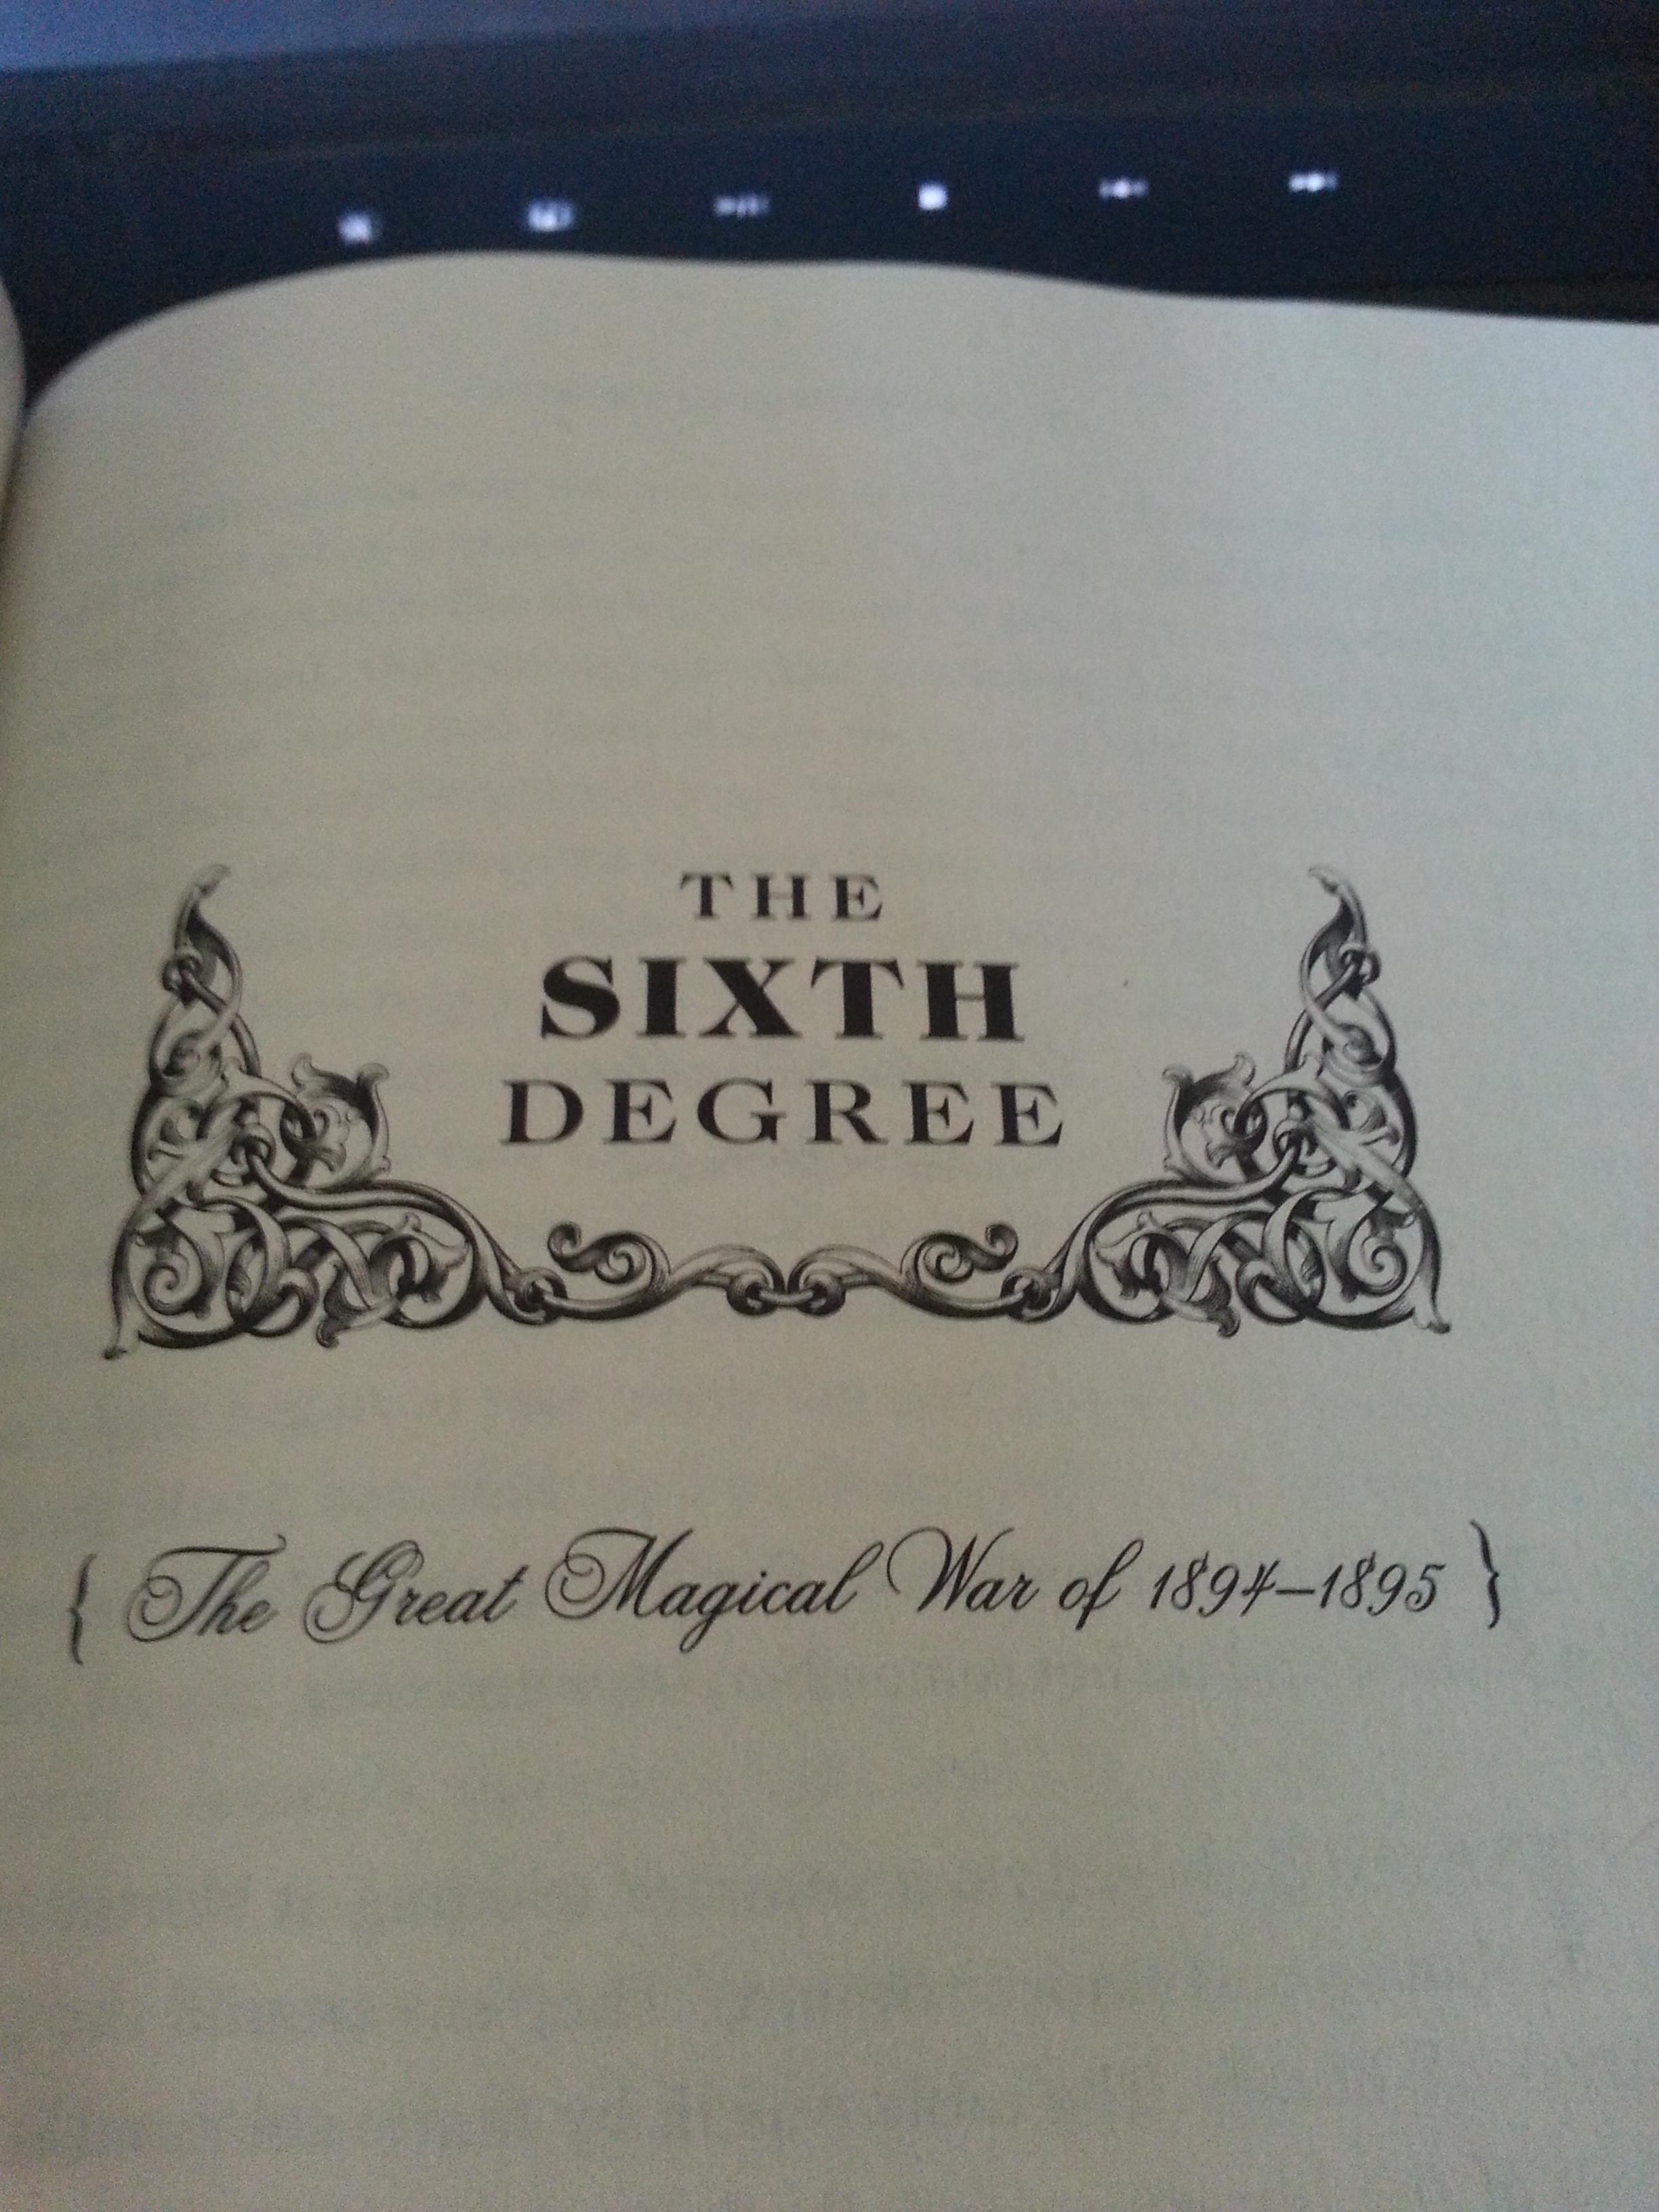 THE
SIXTH
DEGREE
{ The Great Magical War of 1894–1895 }